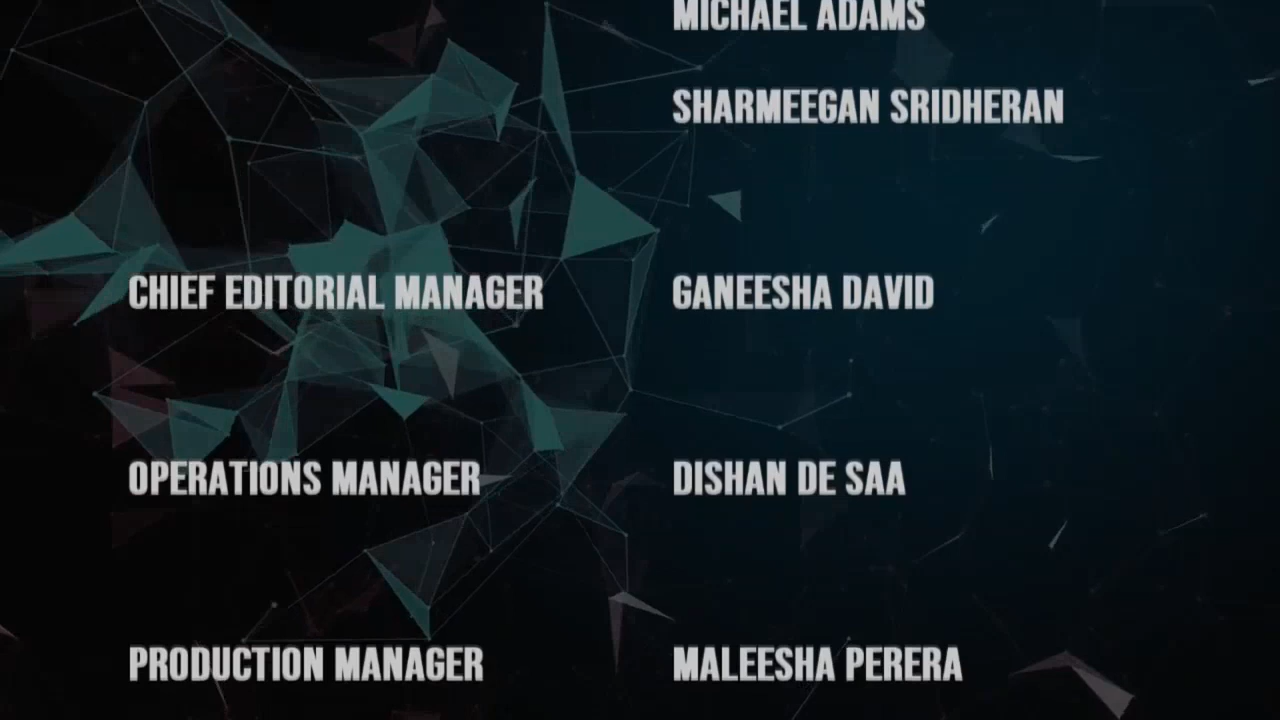 MICHAEL ADAMS
SHARMEEGAN SRIDHERAN
CHIEF EDITORIAL MANAGER GANEESHA DAVID
OPERATIONS MANAGER DISHAN DE SAA
PRODUCTION MANAGER MALEESHA PERERA